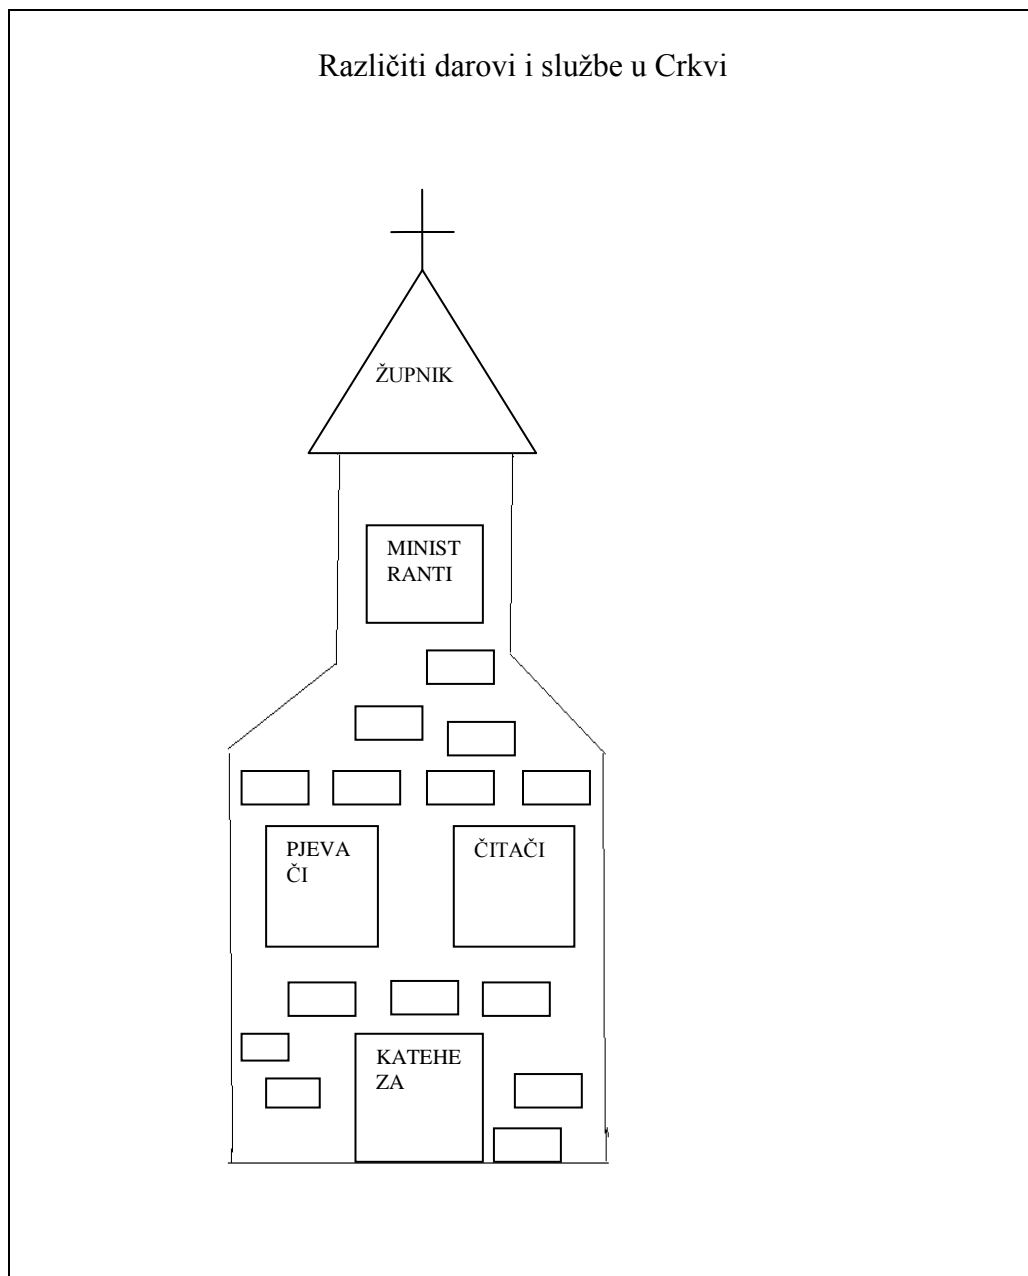 Različiti darovi i službe u Crkvi
ŽUPNIK
MINIST
RANTI
PJEVA
ČI
ČITAČI
KATEHE
ZA